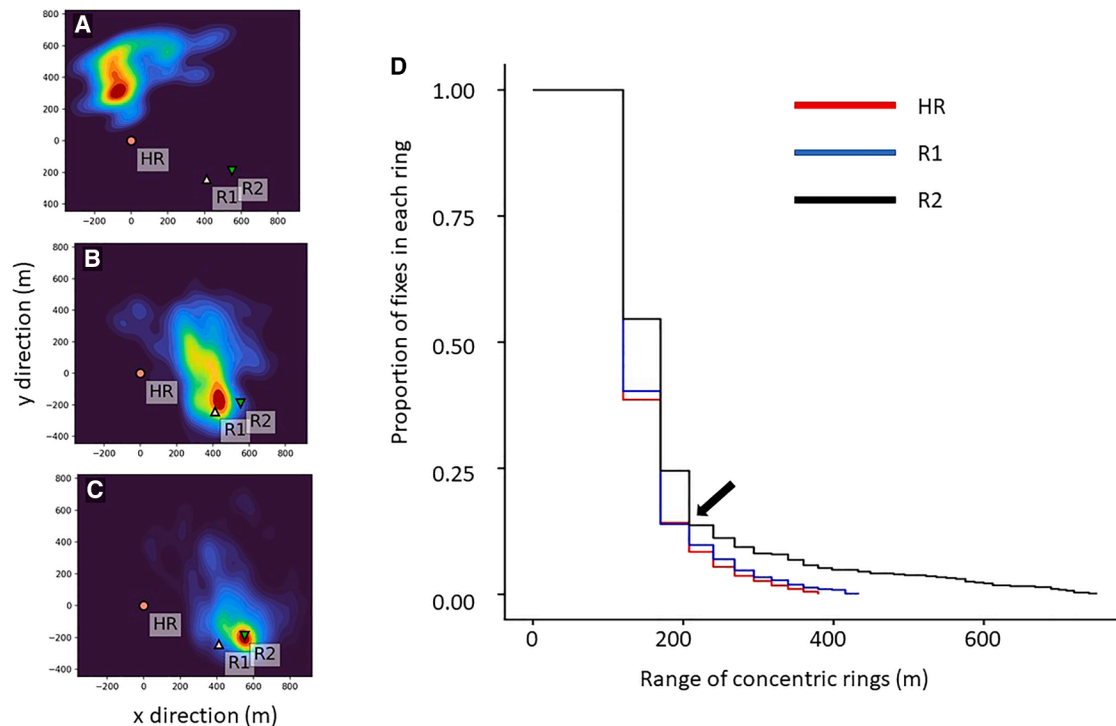 A
800
600
400
200
0
200
400
−200 0 200 400 600 800
HR
R1
R2
B
800
600
400
200
0
−200
−400
−200 0 200 400 600 800
HR
R1
R2
C
800
600
400
200
0
−200
−400
−200 0 200 400 600 800
HR
R1
R2
y direction (m)
x direction (m)
D
HR
R1
R2
1.00
0.75
0.50
0.25
0.00
0 200 400 600
Proportion of fixes in each ring
Range of concentric rings (m)